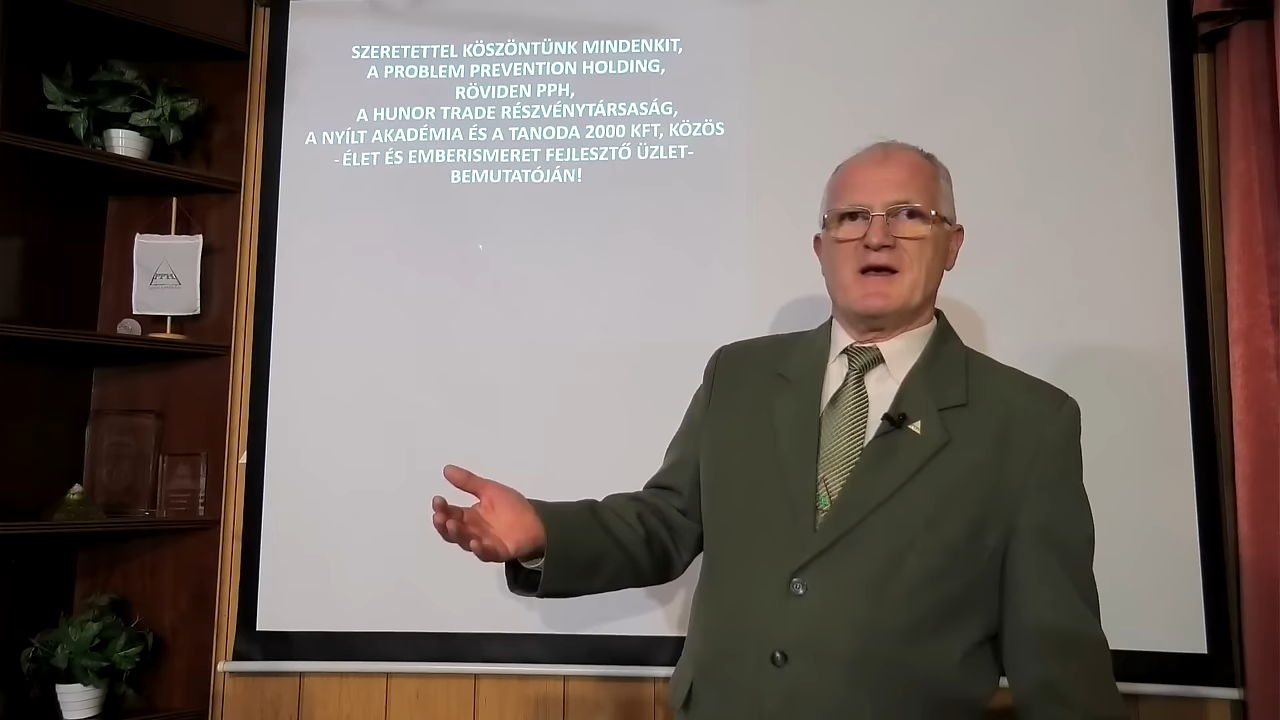 SZERETETTEL KÖSZÖNTÜNK MINDENKIT,
A PROBLEM PREVENTION HOLDING,
RÖVIDEN PPH,
A HUNOR TRADE RÉSZVÉNYTÁRSASÁG,
A NYÍLT AKADÉMIA ÉS A TANODA 2000 KFT, KÖZÖS
- ÉLET ÉS EMBERISMERET FEJLESZTŐ ÜZLET-
BEMUTATÓJÁN!
PPH